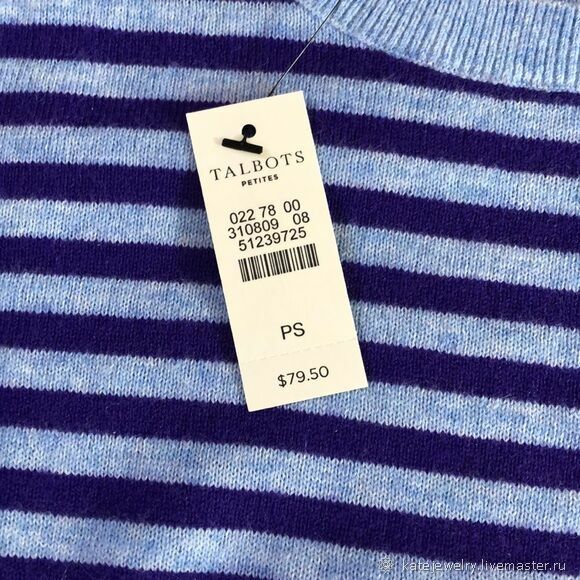 TALBOTS
PETITES
022 78 00
310809 08
51239725
PS
$79.50
katejewelry.livemaster.ru